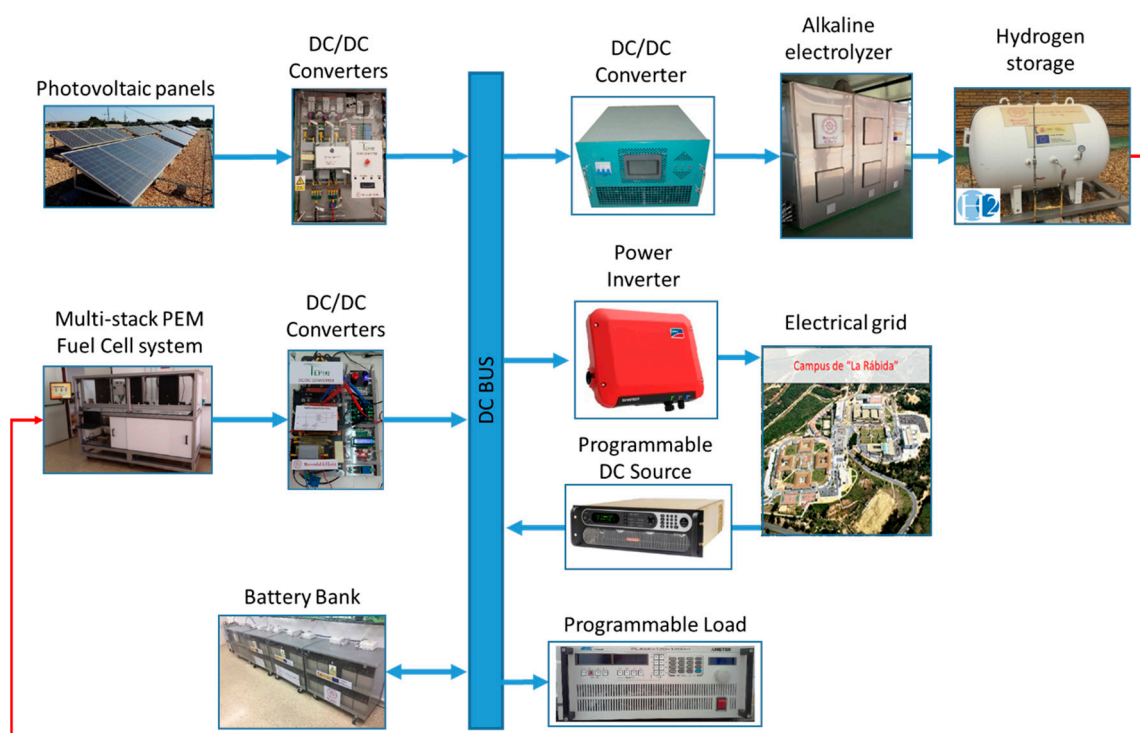 Photovoltaic panels
DC/DC
Converters
DC/DC
Converter
Alkaline
electrolyzer
Hydrogen
storage
H2
Multi-stack PEM
Fuel Cell system
DC/DC
Converters
DC BUS
Power
Inverter
Electrical grid
Campus de "La Rábida"
Programmable
DC Source
Battery Bank
Programmable Load